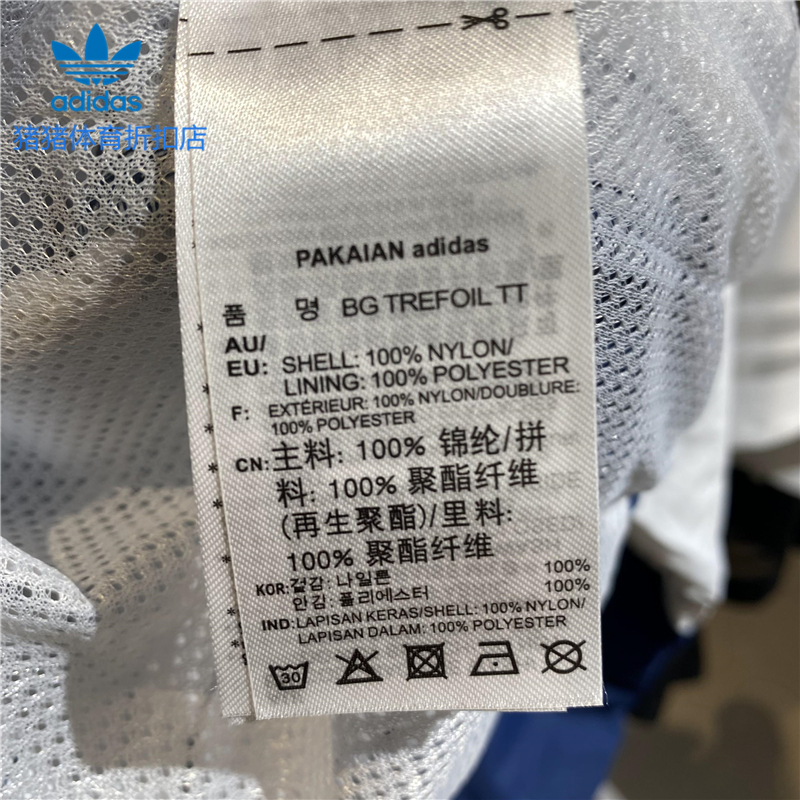 adidas
猪猪体育折扣店
PAKAIAN adidas
품 명 BG TREFOIL TT
AU/
EU: SHELL: 100% NYLON/
LINING: 100% POLYESTER
F: EXTÉRIEUR: 100% NYLON/DOUBLURE:
100% POLYESTER
CN: 主料: 100% 锦纶/拼
料: 100% 聚酯纤维
(再生聚酯)/里料:
100% 聚酯纤维
KOR: 겉감 : 나일론 100%
안감 : 폴리에스터 100%
IND: LAPISAN KERAS/SHELL: 100% NYLON/
LAPISAN DALAM: 100% POLYESTER
30